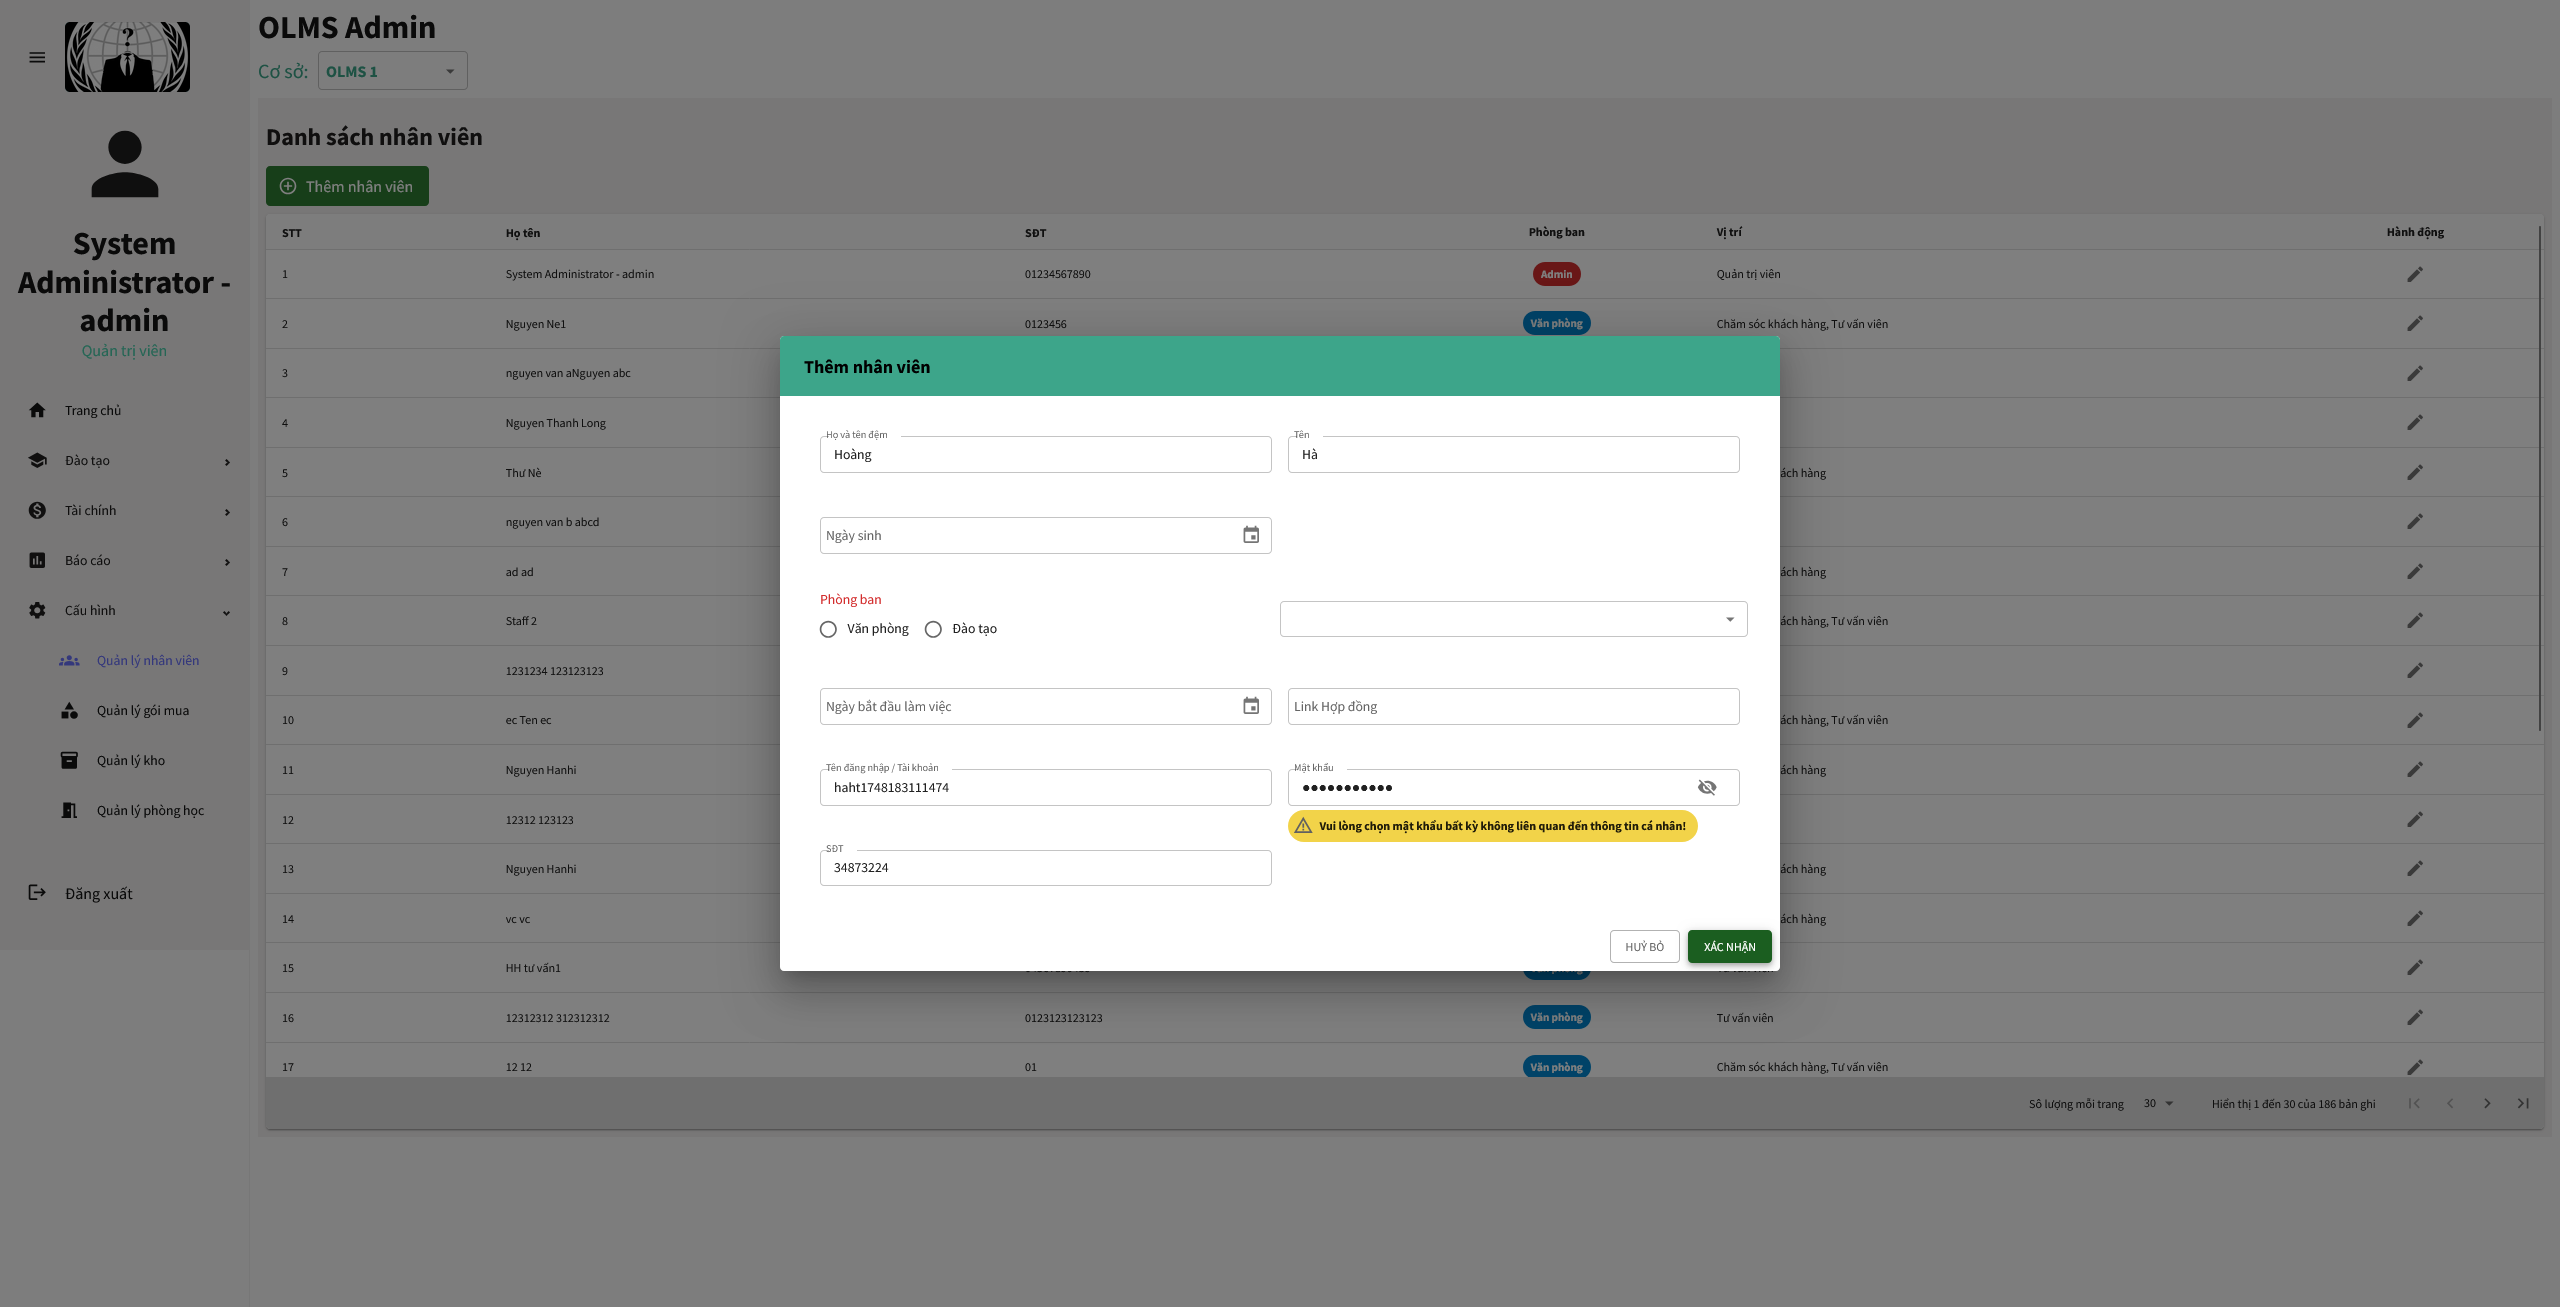 OLMS Admin
Cơ sở: OLMS 1
System
Administrator -
admin
Quản trị viên
Trang chủ
Đào tạo
Tài chính
Báo cáo
Cấu hình
Quản lý nhân viên
Quản lý gói mua
Quản lý kho
Quản lý phòng học
Đăng xuất
Danh sách nhân viên
Thêm nhân viên
STT Họ tên SĐT Phòng ban Vị trí Hành động
1 System Administrator - admin 01234567890 Admin Quản trị viên
2 Nguyen Ne1 0123456 Văn phòng Chăm sóc khách hàng, Tư vấn viên
3 nguyen van aNguyen abc
4 Nguyen Thanh Long
5 Thư Nè ách hàng
6 nguyen van b abcd
7 ad ad ách hàng
8 Staff 2 ách hàng, Tư vấn viên
9 1231234 123123123
10 ec Ten ec ách hàng, Tư vấn viên
11 Nguyen Hanhi ách hàng
12 12312 123123
13 Nguyen Hanhi ách hàng
14 vc vc ách hàng
15 HH tư vấn1
16 12312312 312312312 0123123123123 Văn phòng Tư vấn viên
17 12 12 01 Văn phòng Chăm sóc khách hàng, Tư vấn viên
Số lượng mỗi trang 30 Hiển thị 1 đến 30 của 186 bản ghi
Thêm nhân viên
Họ và tên đệm
Hoàng
Tên
Hà
Ngày sinh
Phòng ban
Văn phòng Đào tạo
Ngày bắt đầu làm việc
Link Hợp đồng
Tên đăng nhập / Tài khoản
haht1748183111474
Mật khẩu
•••••••••••
Vui lòng chọn mật khẩu bất kỳ không liên quan đến thông tin cá nhân!
SĐT
34873224
HUỶ BỎ
XÁC NHẬN